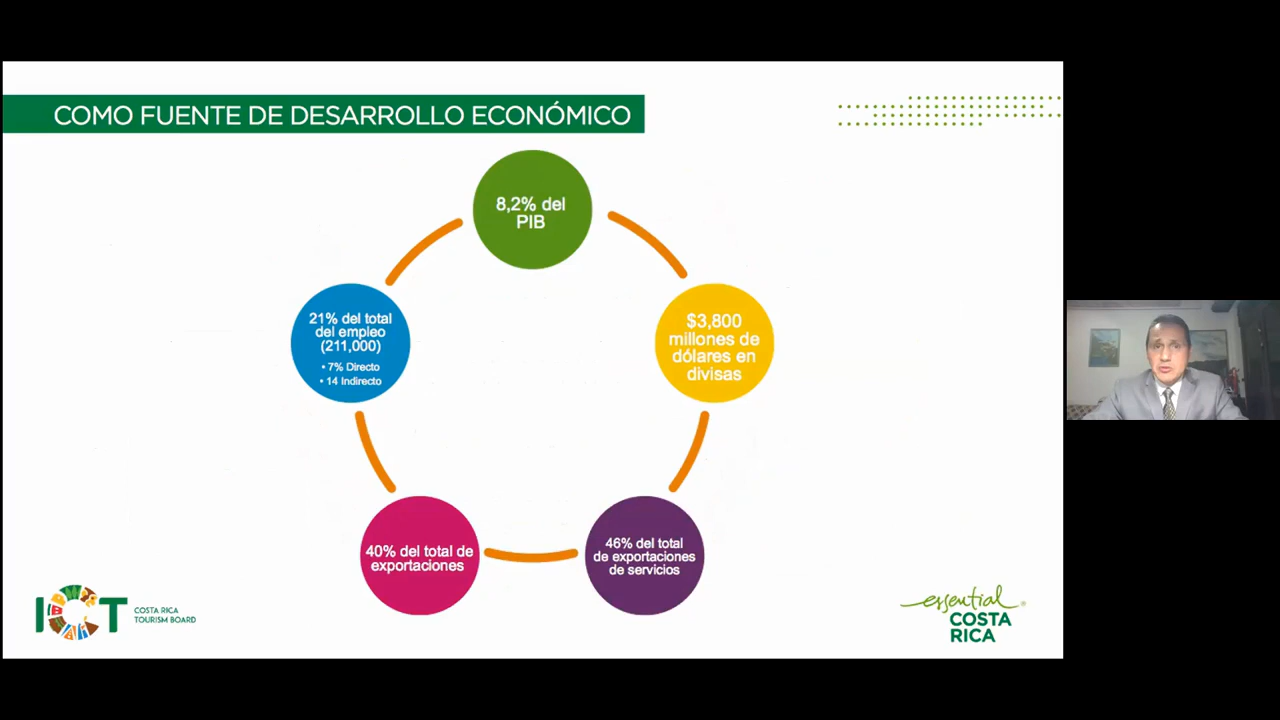 COMO FUENTE DE DESARROLLO ECONÓMICO
8,2% del
PIB
$3,800
millones de
dólares en
divisas
46% del total
de exportaciones
de servicios
40% del total de
exportaciones
21% del total
del empleo
(211,000)
• 7% Directo
• 14 Indirecto
ICT
COSTA RICA
TOURISM BOARD
essential
COSTA
RICA